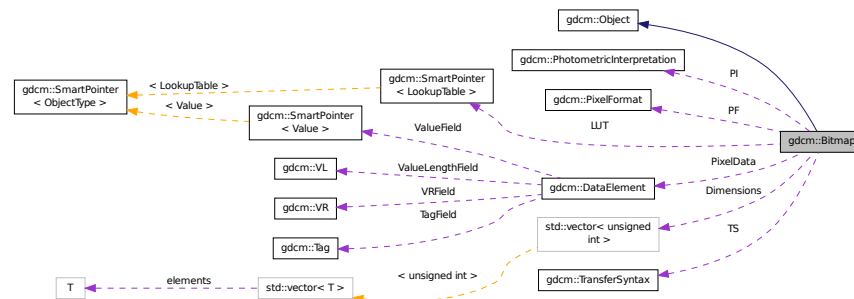 gdcm::Object
gdcm::PhotometricInterpretation
PI
gdcm::SmartPointer
< LookupTable >
< LookupTable >
gdcm::SmartPointer
< ObjectType >
< Value >
gdcm::PixelFormat
PF
gdcm::SmartPointer
< Value >
ValueField
LUT
gdcm::Bitmap
gdcm::VL
ValueLengthField
PixelData
gdcm::DataElement
VRField
Dimensions
gdcm::VR
TagField
gdcm::Tag
std::vector< unsigned
int >
TS
< unsigned int >
gdcm::TransferSyntax
T
elements
std::vector< T >